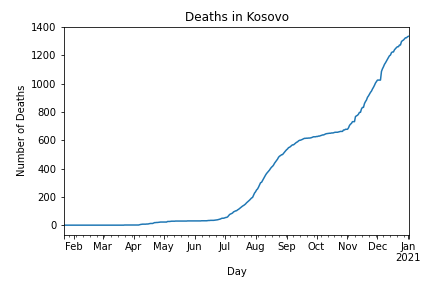 Deaths in Kosovo
1400
1200
1000
800
600
400
200
0
Number of Deaths
Feb Mar Apr May Jun Jul Aug Sep Oct Nov Dec Jan
2021
Day